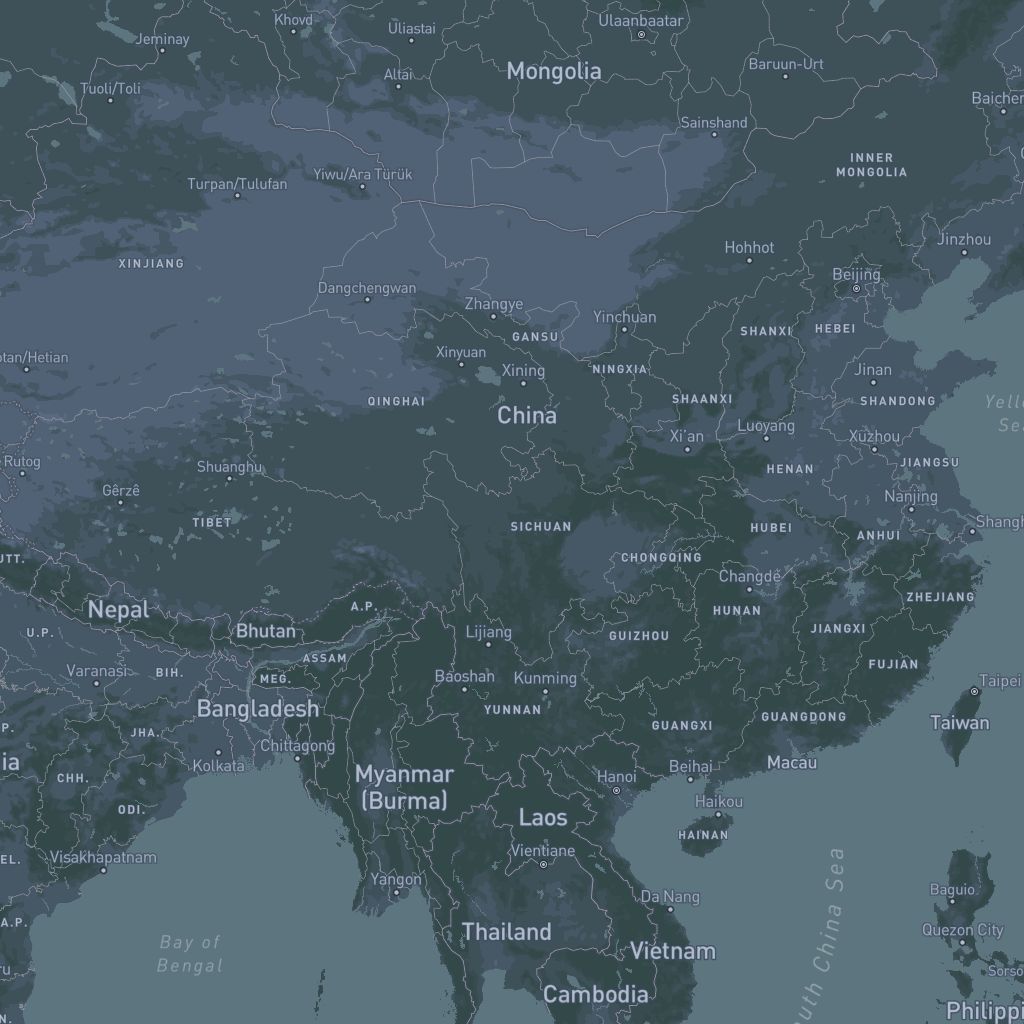 Khovd
Uliastai
Ulaanbaatar
Jeminay
Mongolia
Baruun-Urt
Altai
Tuoli/Toli
Baicher
Sainshand
INNER
MONGOLIA
Yiwu/Ara Türük
Turpan/Tulufan
Jinzhou
Hohhot
XINJIANG
Beijing
Dangchengwan
Zhangye
Yinchuan
SHANXI
HEBEI
GANSU
otan/Hetian
Xinyuan
Xining
NINGXIA
Jinan
QINGHAI
SHAANXI
SHANDONG
Yello
Se
China
Luoyang
Xi'an
Xuzhou
Rutog
Shuanghu
HENAN
JIANGSU
Gêrzê
Nanjing
TIBET
SICHUAN
HUBEI
Shangh
ANHUI
UTT.
CHONGQING
Changde
Nepal
A.P.
HUNAN
ZHEJIANG
Bhutan
U.P.
Lijiang
GUIZHOU
JIANGXI
ASSAM
FUJIAN
Varanasi
BIH.
MEG.
Baoshan
Kunming
Taipei
Bangladesh
YUNNAN
GUANGXI
GUANGDONG
Taiwan
P.
JHA.
Chittagong
ia
Kolkata
Beihai
Macau
CHH.
Myanmar
(Burma)
Hanoi
Haikou
ODI.
Laos
HAINAN
EL.
Visakhapatnam
Vientiane
Yangon
Baguio
Da Nang
A.P.
Thailand
Quezon City
Bay of
Bengal
Vietnam
ru
Sorso
Cambodia
uth China Sea
Philippi
N.